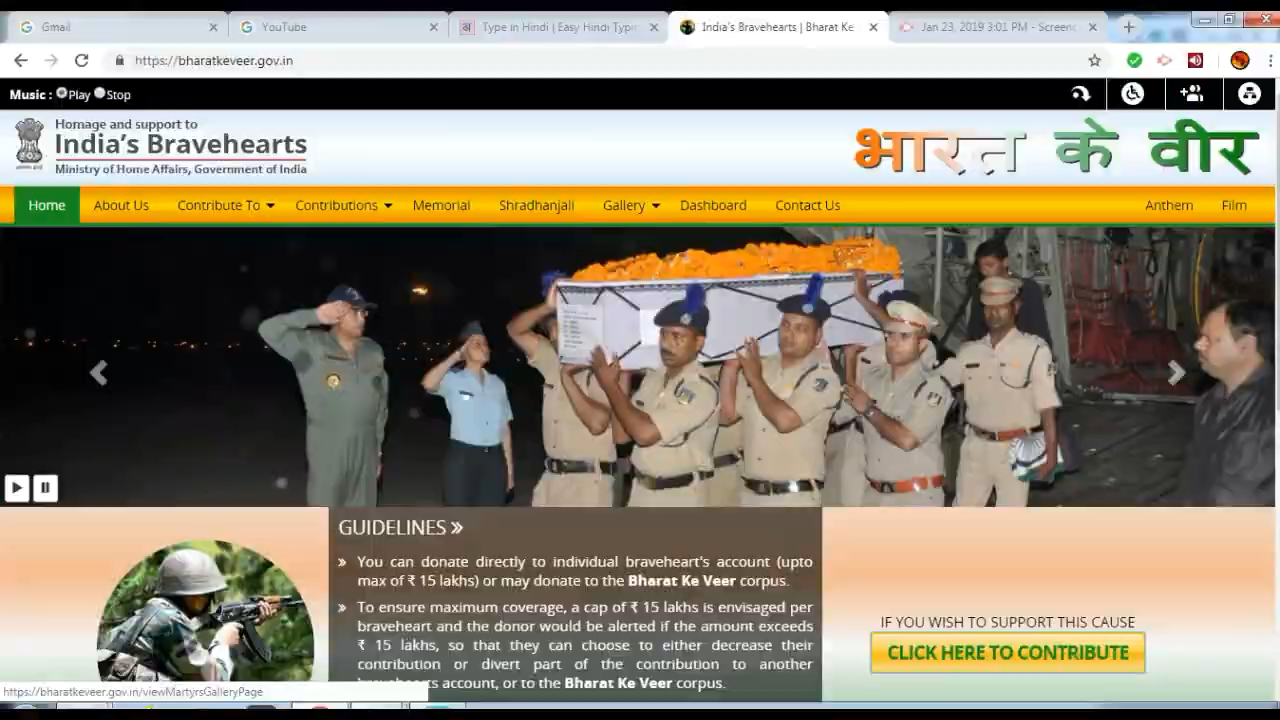 Gmail
YouTube
Type in Hindi | Easy Hindi Typi
India's Bravehearts | Bharat Ke
Jan 23, 2019 3:01 PM - Screenc
https://bharatkeveer.gov.in
Music : Play Stop
Homage and support to
India's Bravehearts
Ministry of Home Affairs, Government of India
भारत के वीर
Home About Us Contribute To Contributions Memorial Shradhanjali Gallery Dashboard Contact Us Anthem Film
GUIDELINES »
» You can donate directly to individual braveheart's account (upto
max of ₹ 15 lakhs) or may donate to the Bharat Ke Veer corpus.
» To ensure maximum coverage, a cap of ₹ 15 lakhs is envisaged per
braveheart and the donor would be alerted if the amount exceeds
₹ 15 lakhs, so that they can choose to either decrease their
contribution or divert part of the contribution to another
account, or to the Bharat Ke Veer corpus.
IF YOU WISH TO SUPPORT THIS CAUSE
CLICK HERE TO CONTRIBUTE
https://bharatkeveer.gov.in/viewMartyrsGalleryPage